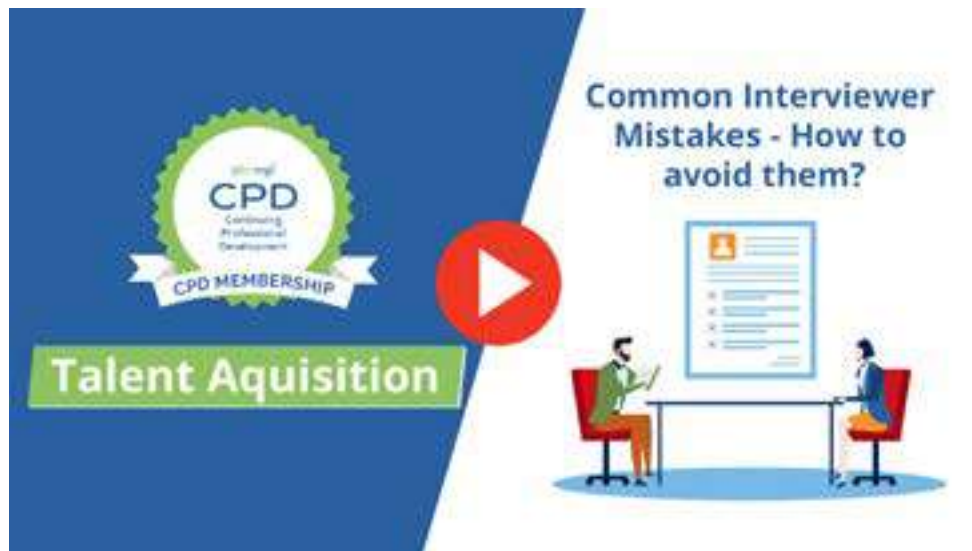 CPD
Continuing
Professional
Development
CPD MEMBERSHIP
Talent Aquisition
Common Interviewer
Mistakes - How to
avoid them?